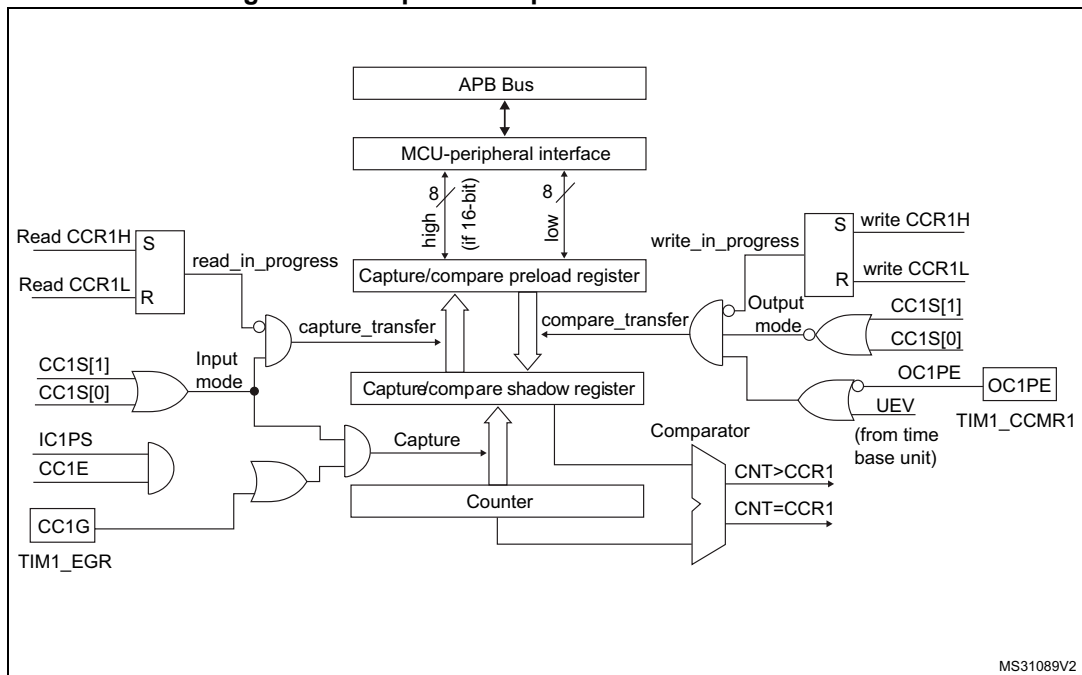 APB Bus
MCU-peripheral interface
8
high
(if 16-bit)
8
low
Read CCR1H
S
read_in_progress
Read CCR1L
R
write_in_progress
S
write CCR1H
R
write CCR1L
Capture/compare preload register
CC1S[1]
Output
mode
CC1S[0]
capture_transfer
compare_transfer
CC1S[1]
Input
mode
CC1S[0]
Capture/compare shadow register
OC1PE
OC1PE
UEV
TIM1_CCMR1
(from time
base unit)
IC1PS
CC1E
Capture
Comparator
CNT>CCR1
Counter
CNT=CCR1
CC1G
TIM1_EGR
MS31089V2